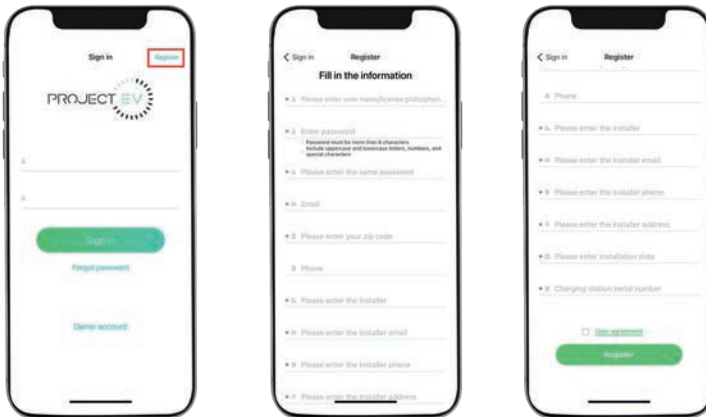 Sign in
Register
PROJECT EV
Sign in
Forgot password
Demo account
Sign in
Register
Fill in the information
Please enter user name/license plate/phon...
Enter password
Password must be more than 8 characters
Include uppercase and lowercase letters, numbers, and
special characters
Please enter the same password
Email
Please enter your zip code
Phone
Please enter the installer
Please enter the installer email
Please enter the installer phone
Please enter the installer address
Sign in
Register
Phone
Please enter the installer
Please enter the installer email
Please enter the installer phone
Please enter the installer address
Please enter installation date
Charging station serial number
User agreement
Register